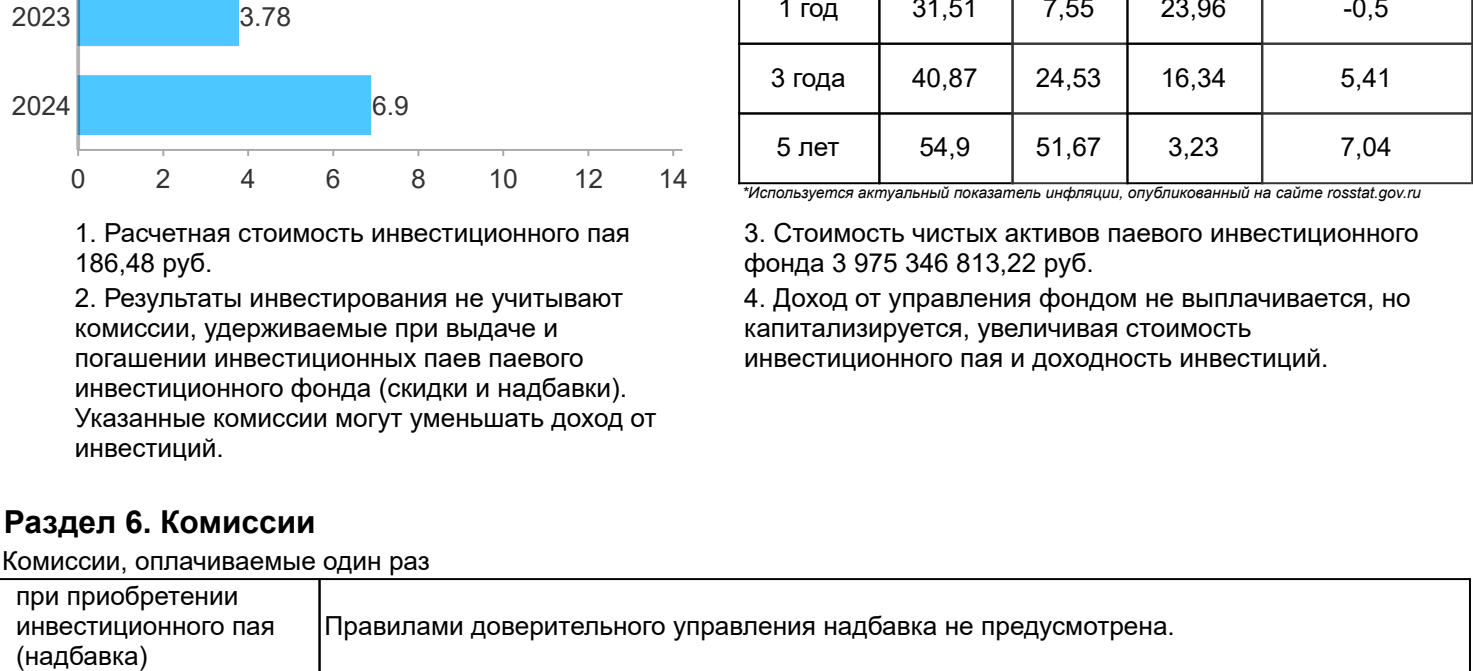 2023 3.78
2024 6.9
0 2 4 6 8 10 12 14
1 год 31,51 7,55 23,96 -0,5
3 года 40,87 24,53 16,34 5,41
5 лет 54,9 51,67 3,23 7,04
*Используется актуальный показатель инфляции, опубликованный на сайте rosstat.gov.ru
1. Расчетная стоимость инвестиционного пая
186,48 руб.
2. Результаты инвестирования не учитывают
комиссии, удерживаемые при выдаче и
погашении инвестиционных паев паевого
инвестиционного фонда (скидки и надбавки).
Указанные комиссии могут уменьшать доход от
инвестиций.
3. Стоимость чистых активов паевого инвестиционного
фонда 3 975 346 813,22 руб.
4. Доход от управления фондом не выплачивается, но
капитализируется, увеличивая стоимость
инвестиционного пая и доходность инвестиций.
Раздел 6. Комиссии
Комиссии, оплачиваемые один раз
при приобретении
инвестиционного пая
(надбавка)
Правилами доверительного управления надбавка не предусмотрена.